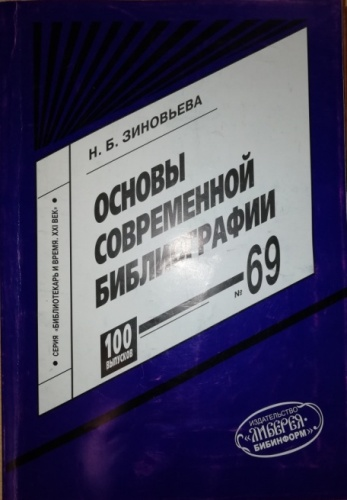 Н. Б. ЗИНОВЬЕВА
ОСНОВЫ
СОВРЕМЕННОЙ
БИБЛИОГРАФИИ
№ 69
100
ВЫПУСКОВ
• СЕРИЯ «БИБЛИОТЕКАРЬ И ВРЕМЯ. XXI ВЕК» •
ИЗДАТЕЛЬСТВО
«ЛИБЕРЕЯ-
БИБИНФОРМ»